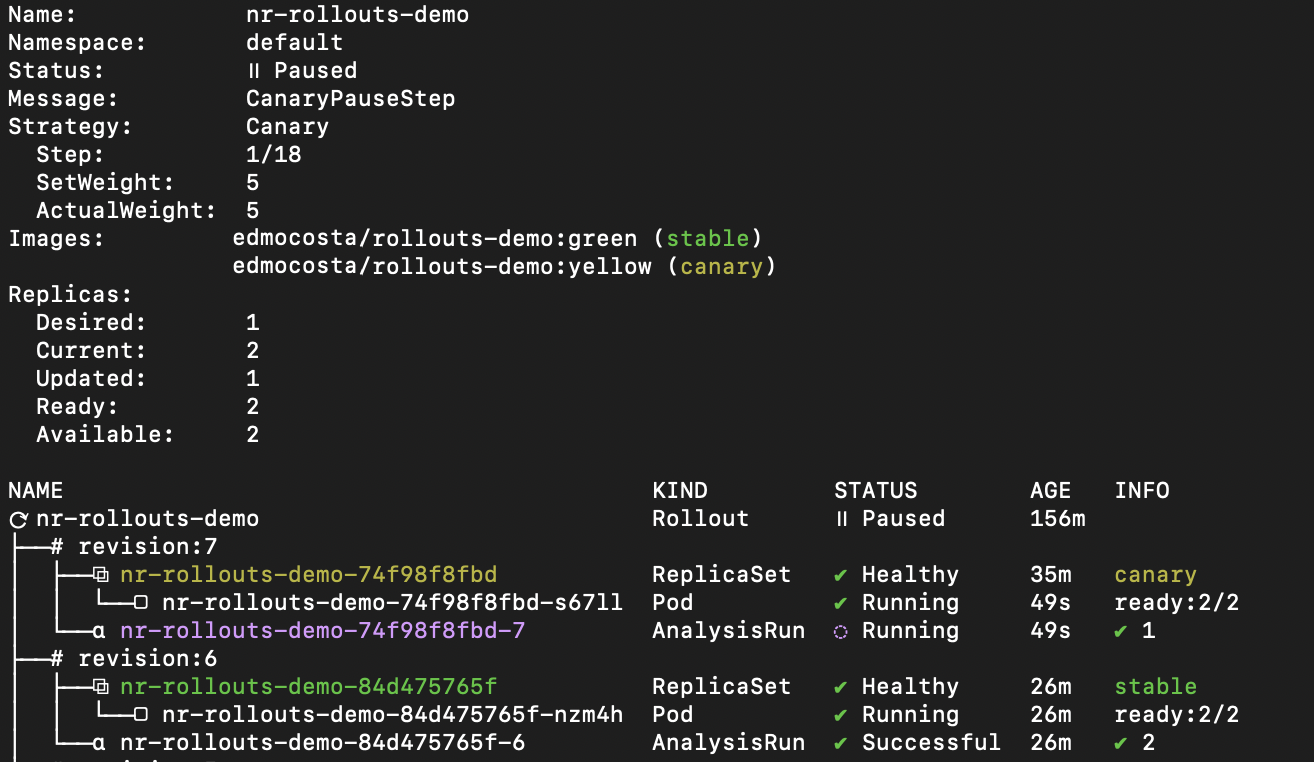 Name: nr-rollouts-demo
Namespace: default
Status: ॥ Paused
Message: CanaryPauseStep
Strategy: Canary
Step: 1/18
SetWeight: 5
ActualWeight: 5
Images: edmocosta/rollouts-demo:green (stable)
edmocosta/rollouts-demo:yellow (canary)
Replicas:
Desired: 1
Current: 2
Updated: 1
Ready: 2
Available: 2
NAME KIND STATUS AGE INFO
⟳ nr-rollouts-demo Rollout ॥ Paused 156m
├──# revision:7
│ ├──⧉ nr-rollouts-demo-74f98f8fbd ReplicaSet ✔ Healthy 35m canary
│ │ └──□ nr-rollouts-demo-74f98f8fbd-s67ll Pod ✔ Running 49s ready:2/2
│ └──α nr-rollouts-demo-74f98f8fbd-7 AnalysisRun ◌ Running 49s ✔ 1
├──# revision:6
│ ├──⧉ nr-rollouts-demo-84d475765f ReplicaSet ✔ Healthy 26m stable
│ │ └──□ nr-rollouts-demo-84d475765f-nzm4h Pod ✔ Running 26m ready:2/2
│ └──α nr-rollouts-demo-84d475765f-6 AnalysisRun ✔ Successful 26m ✔ 2